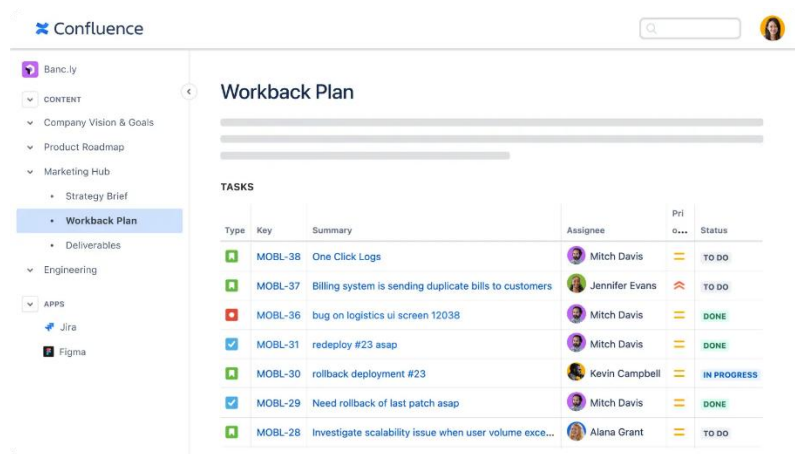 Confluence
Banc.ly
CONTENT
Company Vision & Goals
Product Roadmap
Marketing Hub
Strategy Brief
Workback Plan
Deliverables
Engineering
APPS
Jira
Figma
Workback Plan
TASKS
Type Key Summary Assignee Pri o... Status
MOBL-38 One Click Logs Mitch Davis TO DO
MOBL-37 Billing system is sending duplicate bills to customers Jennifer Evans TO DO
MOBL-36 bug on logistics ui screen 12038 Mitch Davis DONE
MOBL-31 redeploy #23 asap Mitch Davis DONE
MOBL-30 rollback deployment #23 Kevin Campbell IN PROGRESS
MOBL-29 Need rollback of last patch asap Mitch Davis DONE
MOBL-28 Investigate scalability issue when user volume exce... Alana Grant TO DO